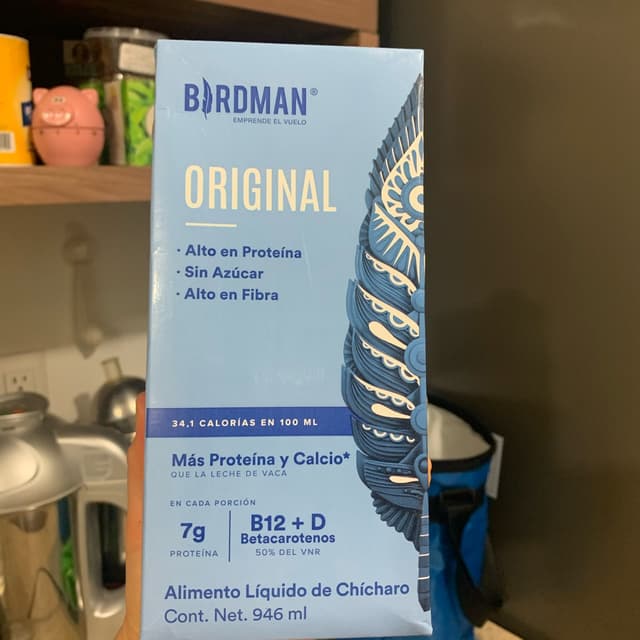 BIRDMAN®
EMPRENDE EL VUELO
ORIGINAL
· Alto en Proteína
· Sin Azúcar
· Alto en Fibra
34,1 CALORÍAS EN 100 ML
Más Proteína y Calcio*
QUE LA LECHE DE VACA
EN CADA PORCIÓN
7g
PROTEÍNA
B12 + D
Betacarotenos
50% DEL VNR
Alimento Líquido de Chícharo
Cont. Net. 946 ml